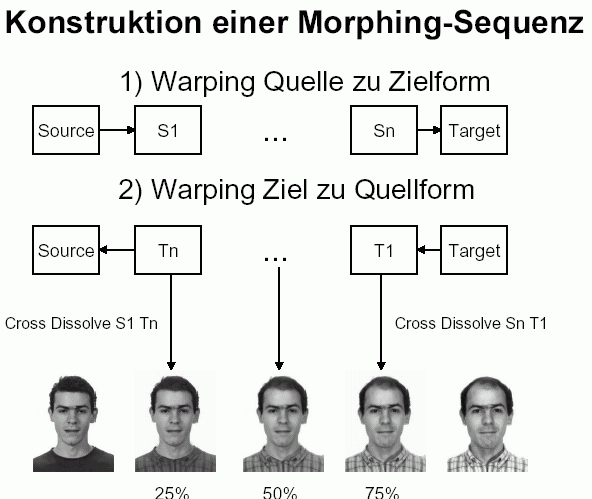 Konstruktion einer Morphing-Sequenz
1) Warping Quelle zu Zielform
Source S1 ... Sn Target
2) Warping Ziel zu Quellform
Source Tn ... T1 Target
Cross Dissolve S1 Tn Cross Dissolve Sn T1
25% 50% 75%